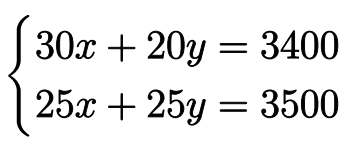 30x + 20y = 3400
25x + 25y = 3500